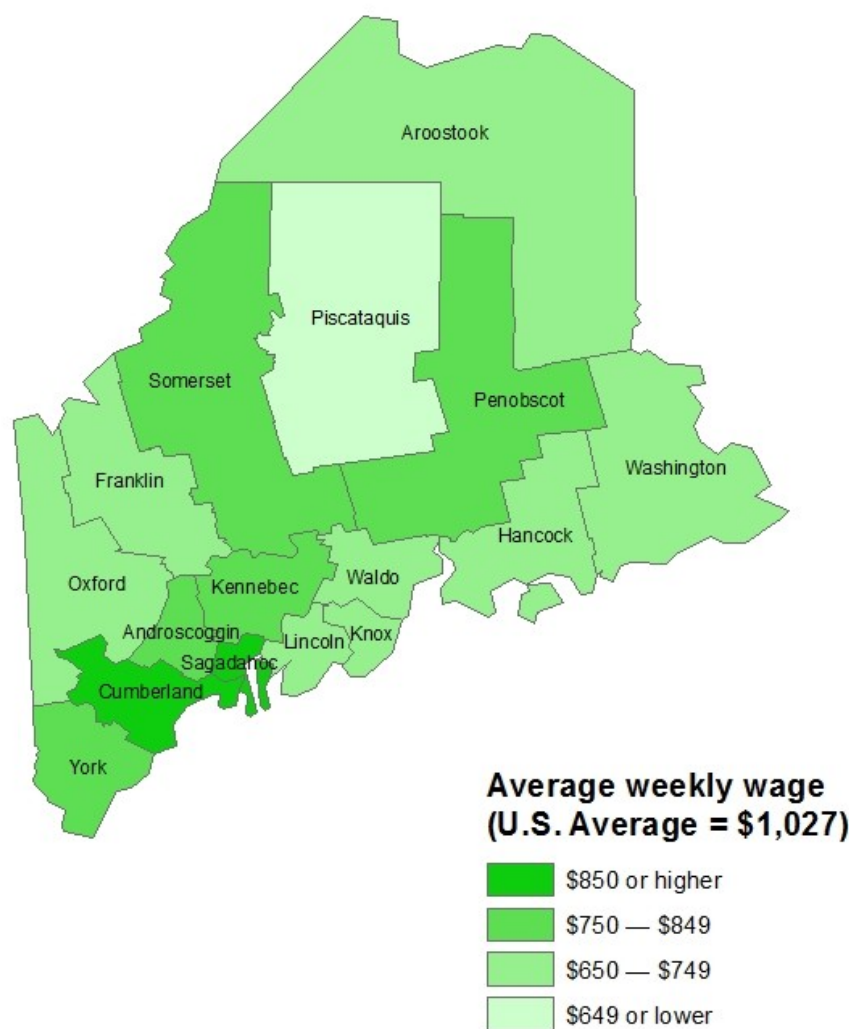 Aroostook
Piscataquis
Somerset
Penobscot
Washington
Franklin
Hancock
Oxford
Kennebec
Waldo
Androscoggin
Lincoln
Knox
Sagadahoc
Cumberland
York
Average weekly wage
(U.S. Average = $1,027)
$850 or higher
$750 — $849
$650 — $749
$649 or lower